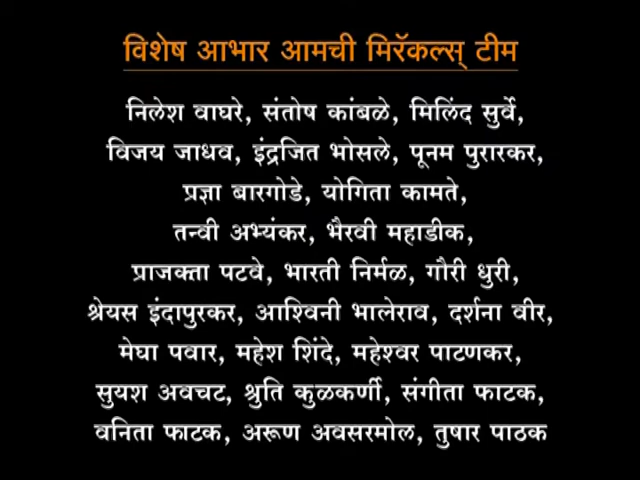 विशेष आभार आमची मिरॅकल्स् टीम
निलेश वाघरे, संतोष कांबळे, मिलिंद सुर्वे,
विजय जाधव, इंद्रजित भोसले, पूनम पुरारकर,
प्रज्ञा बारगोडे, योगिता कामते,
तन्वी अभ्यंकर, भैरवी महाडीक,
प्राजक्ता पटवे, भारती निर्मळ, गौरी धुरी,
श्रेयस इंदापुरकर, आश्विनी भालेराव, दर्शना वीर,
मेघा पवार, महेश शिंदे, महेश्वर पाटणकर,
सुयश अवचट, श्रुति कुळकर्णी, संगीता फाटक,
वनिता फाटक, अरूण अवसरमोल, तुषार पाठक